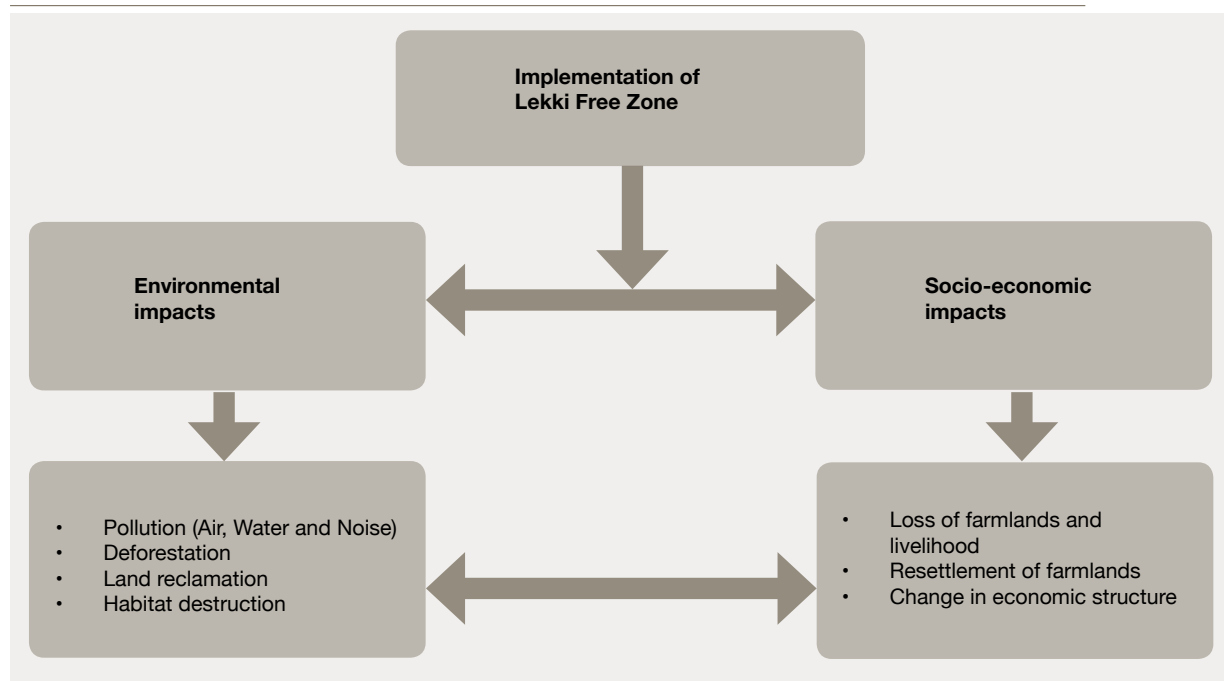 Implementation of
Lekki Free Zone
Environmental
impacts
Socio-economic
impacts
• Pollution (Air, Water and Noise)
• Deforestation
• Land reclamation
• Habitat destruction
• Loss of farmlands and
livelihood
• Resettlement of farmlands
• Change in economic structure